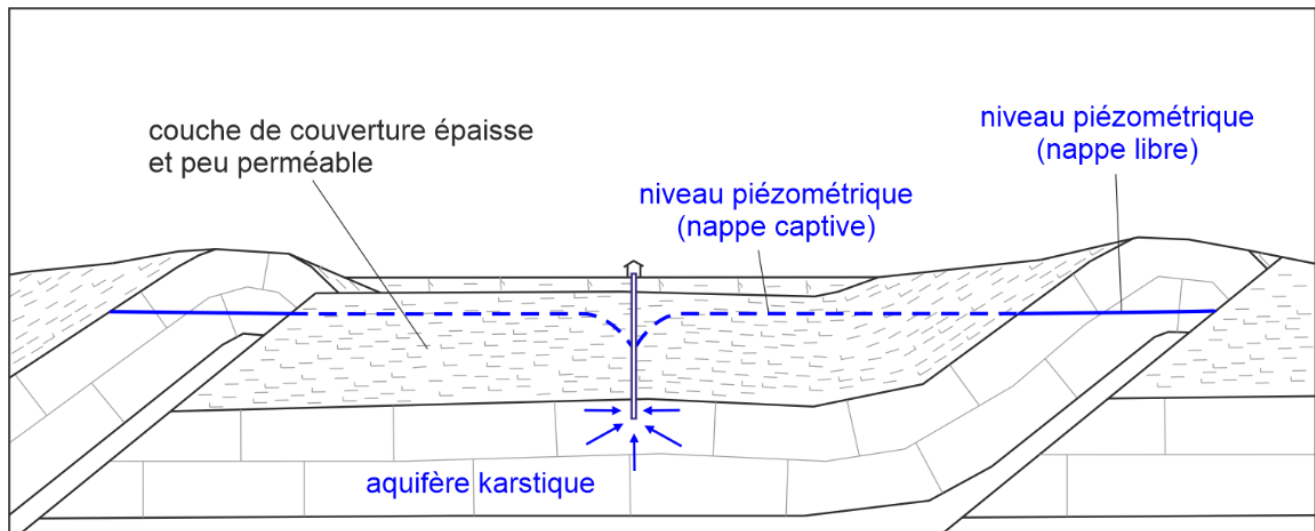 couche de couverture épaisse
et peu perméable
niveau piézométrique
(nappe captive)
niveau piézométrique
(nappe libre)
aquifère karstique